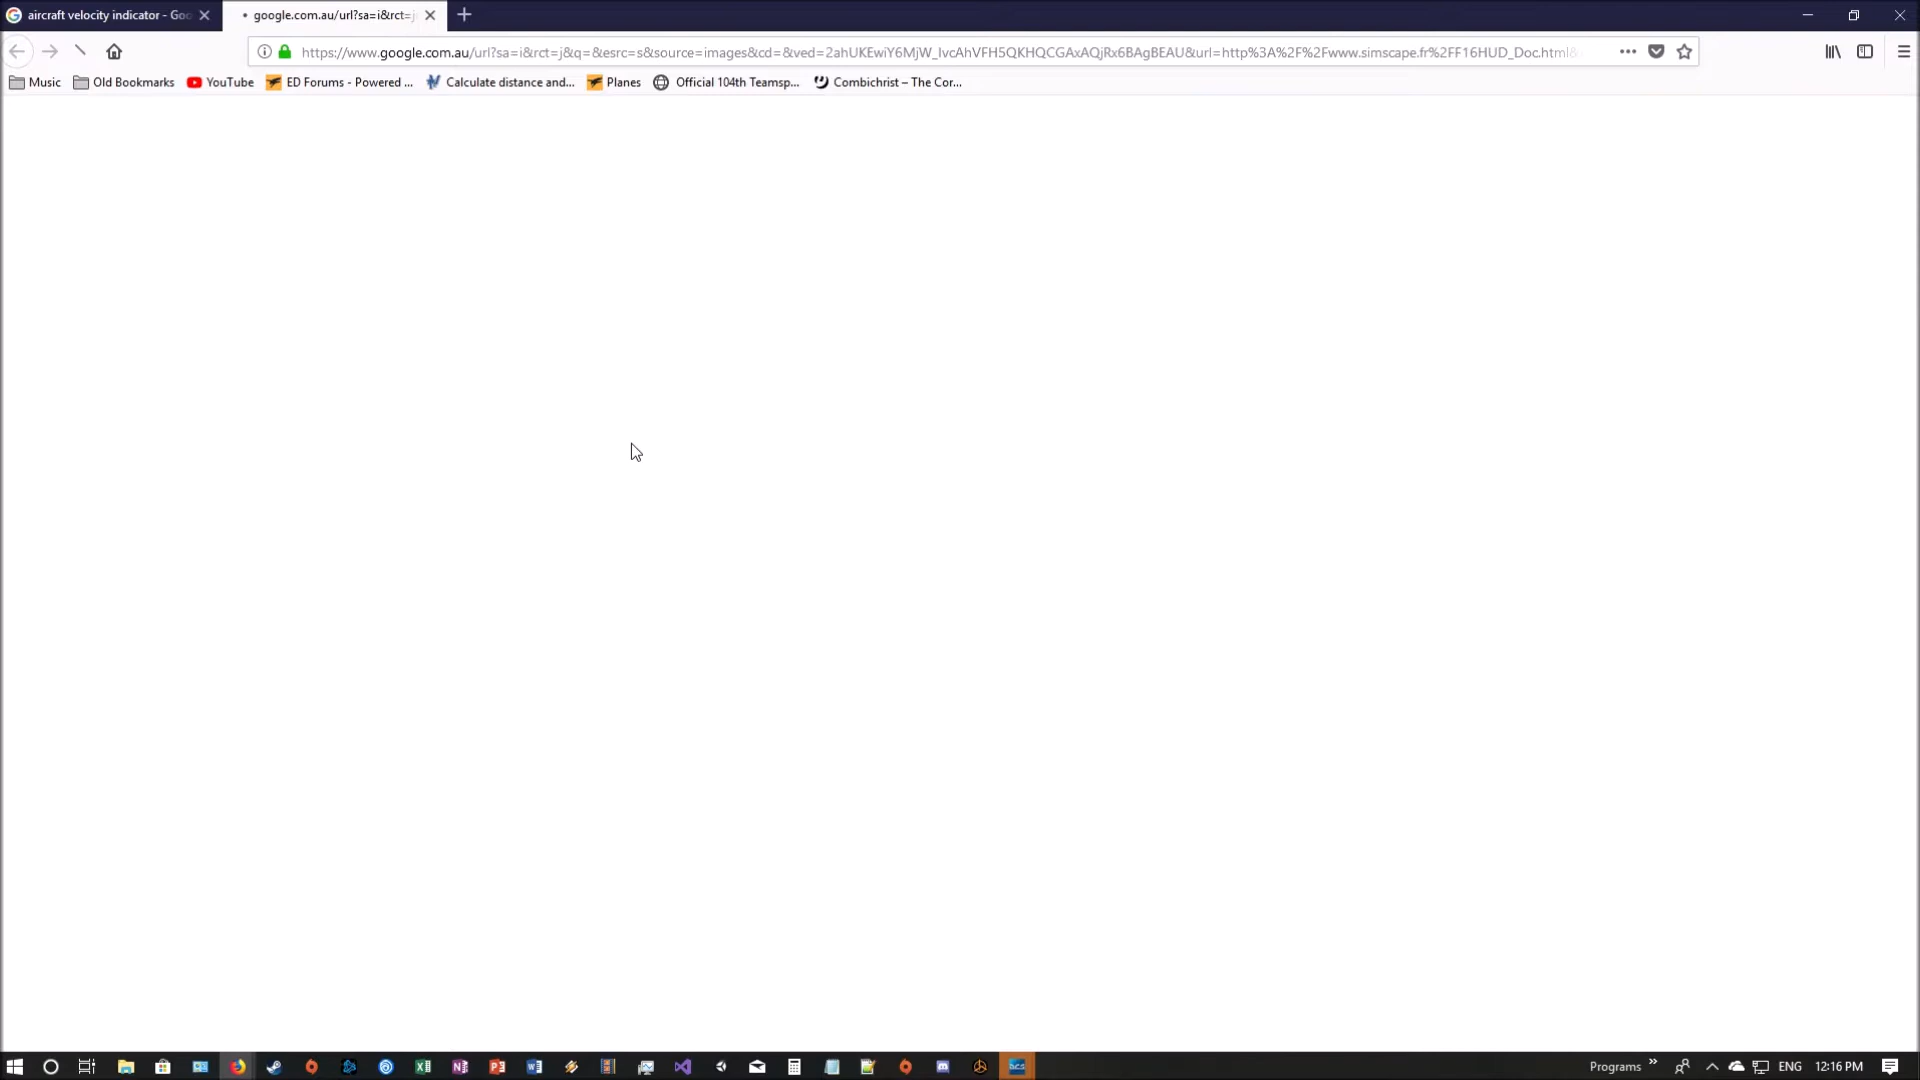 aircraft velocity indicator - Goo
google.com.au/url?sa=i&rct=j
https://www.google.com.au/url?sa=i&rct=j&q=&esrc=s&source=images&cd=&ved=2ahUKEwiY6MjW_IvcAhVFH5QKHQCGAxAQjRx6BAgBEAU&url=http%3A%2F%2Fwww.simscape.fr%2FF16HUD_Doc.html&
Music
Old Bookmarks
YouTube
ED Forums - Powered ...
Calculate distance and...
Planes
Official 104th Teamsp...
Combichrist – The Cor...
Programs
ENG
12:16 PM